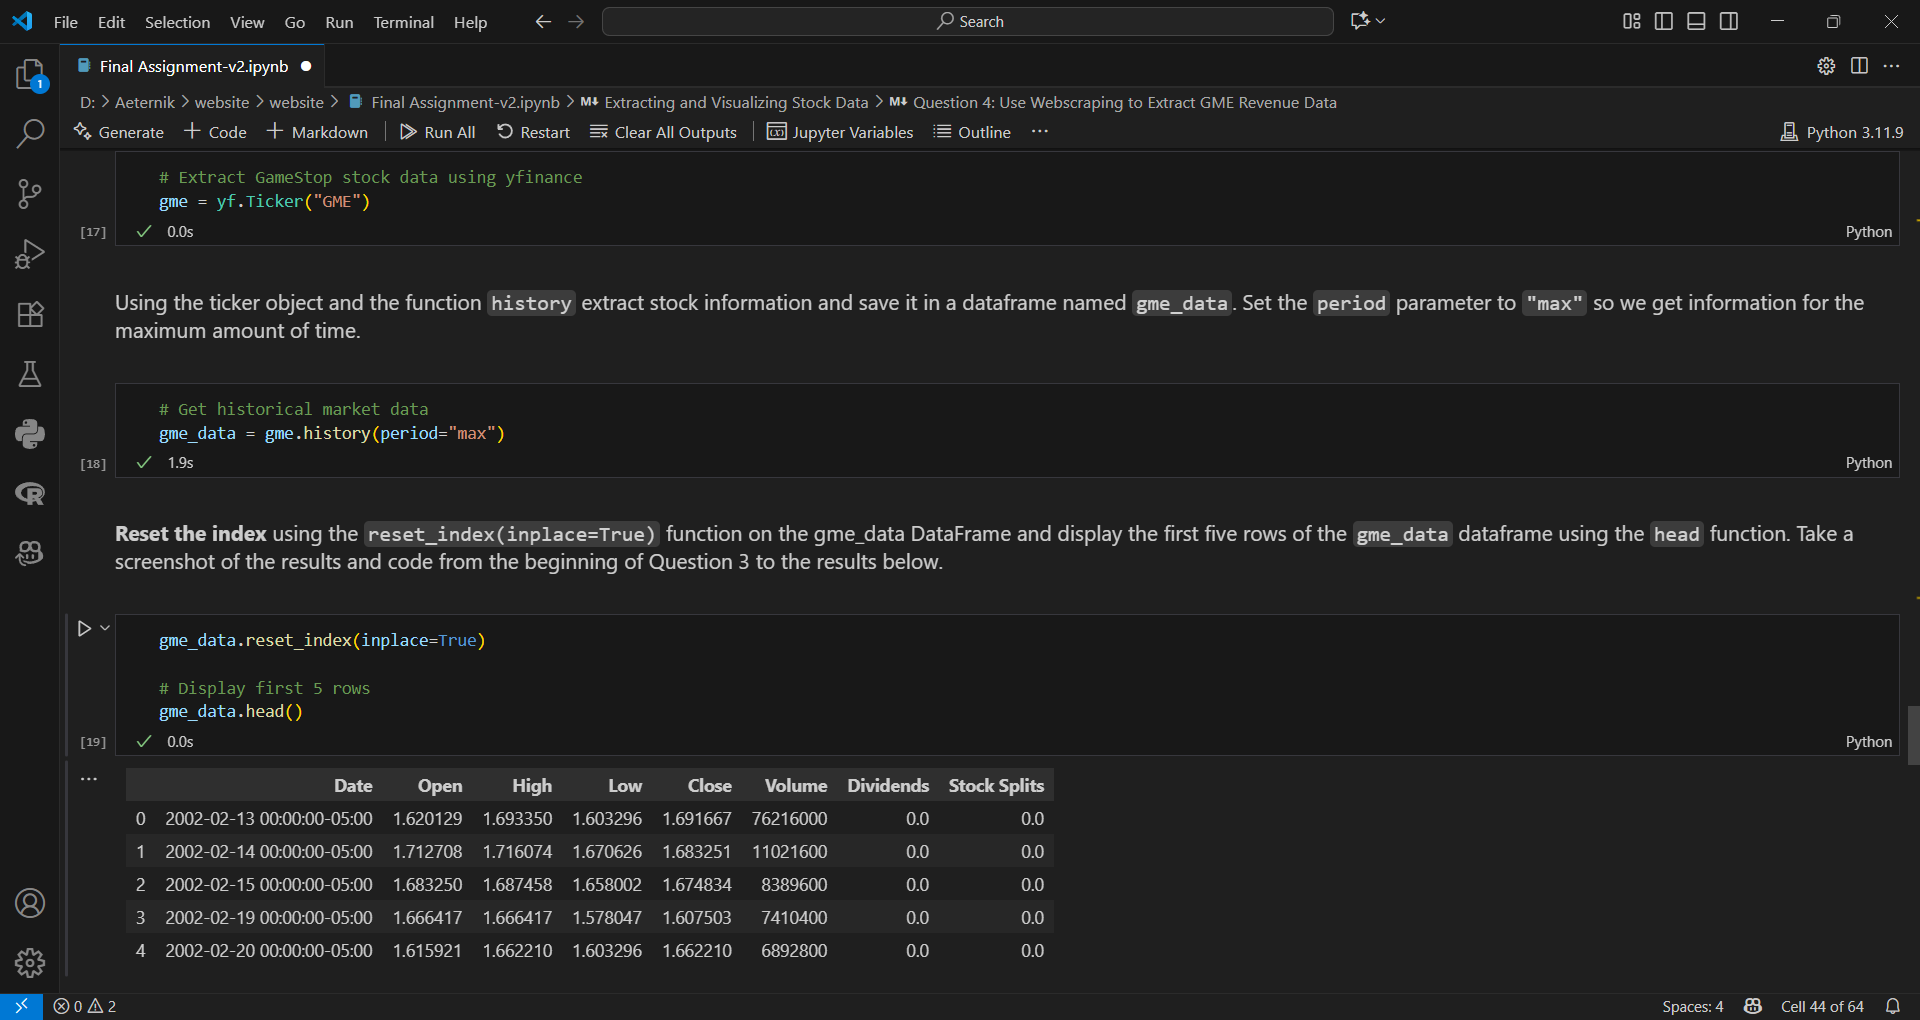 File Edit Selection View Go Run Terminal Help
Search
Final Assignment-v2.ipynb
1
D: > Aeternik > website > website > Final Assignment-v2.ipynb > M↓ Extracting and Visualizing Stock Data > M↓ Question 4: Use Webscraping to Extract GME Revenue Data
Generate + Code + Markdown Run All Restart Clear All Outputs Jupyter Variables Outline ... Python 3.11.9
# Extract GameStop stock data using yfinance
gme = yf.Ticker("GME")
[17] ✓ 0.0s Python
Using the ticker object and the function history extract stock information and save it in a dataframe named gme_data. Set the period parameter to "max" so we get information for the
maximum amount of time.
# Get historical market data
gme_data = gme.history(period="max")
[18] ✓ 1.9s Python
Reset the index using the reset_index(inplace=True) function on the gme_data DataFrame and display the first five rows of the gme_data dataframe using the head function. Take a
screenshot of the results and code from the beginning of Question 3 to the results below.
gme_data.reset_index(inplace=True)
# Display first 5 rows
gme_data.head()
[19] ✓ 0.0s Python
...
Date Open High Low Close Volume Dividends Stock Splits
0 2002-02-13 00:00:00-05:00 1.620129 1.693350 1.603296 1.691667 76216000 0.0 0.0
1 2002-02-14 00:00:00-05:00 1.712708 1.716074 1.670626 1.683251 11021600 0.0 0.0
2 2002-02-15 00:00:00-05:00 1.683250 1.687458 1.658002 1.674834 8389600 0.0 0.0
3 2002-02-19 00:00:00-05:00 1.666417 1.666417 1.578047 1.607503 7410400 0.0 0.0
4 2002-02-20 00:00:00-05:00 1.615921 1.662210 1.603296 1.662210 6892800 0.0 0.0
0 2 Spaces: 4 Cell 44 of 64